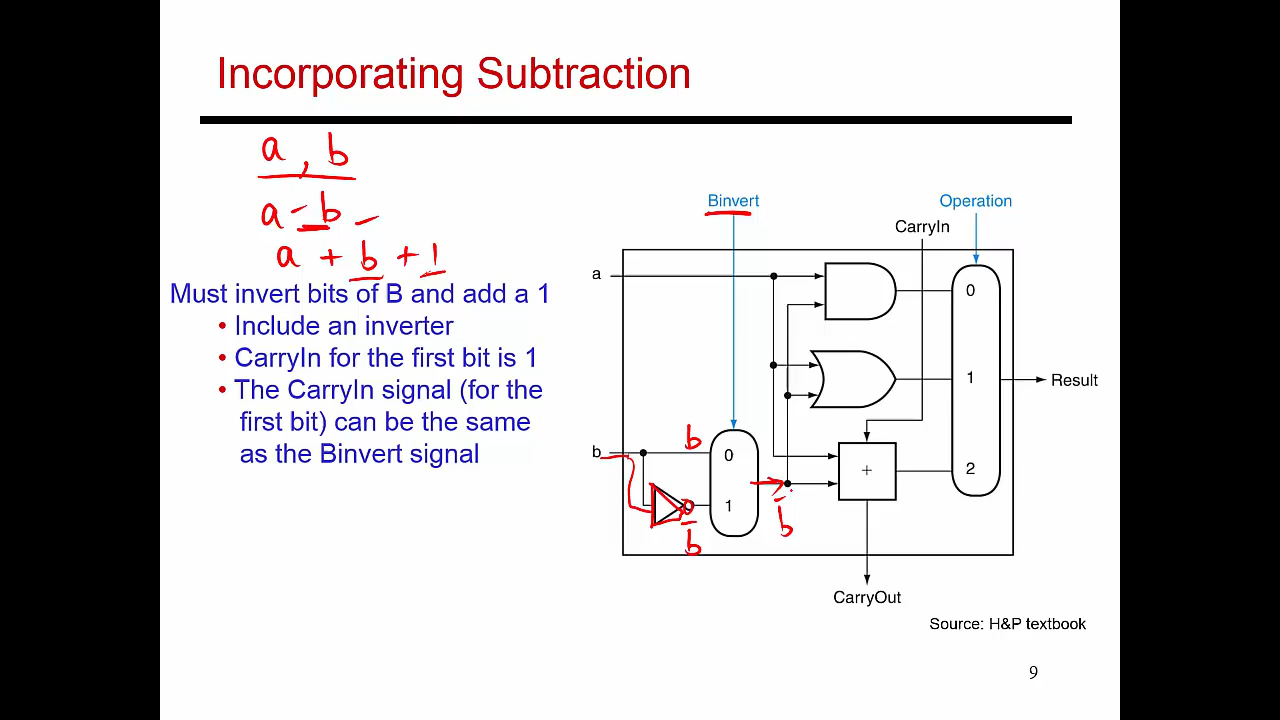 Incorporating Subtraction
a , b
a - b -
a + b + 1
Must invert bits of B and add a 1
• Include an inverter
• CarryIn for the first bit is 1
• The CarryIn signal (for the
first bit) can be the same
as the Binvert signal
Binvert
Operation
CarryIn
a
0
1
Result
b
b
0
2
+
1
b
b
CarryOut
Source: H&P textbook
9